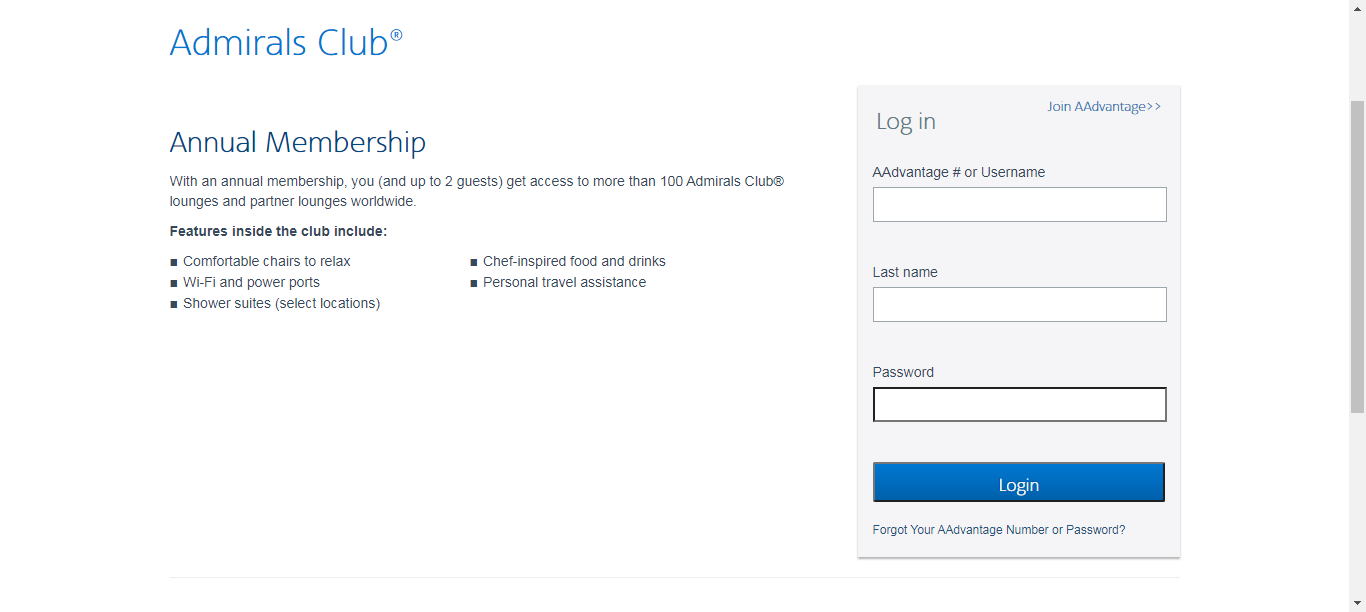 Admirals Club®
Annual Membership
With an annual membership, you (and up to 2 guests) get access to more than 100 Admirals Club®
lounges and partner lounges worldwide.
Features inside the club include:
■ Comfortable chairs to relax
■ Wi-Fi and power ports
■ Shower suites (select locations)
■ Chef-inspired food and drinks
■ Personal travel assistance
Join AAdvantage>>
Log in
AAdvantage # or Username
Last name
Password
Login
Forgot Your AAdvantage Number or Password?